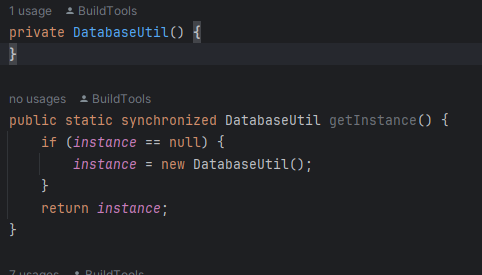 1 usage BuildTools
private DatabaseUtil() {
}
no usages BuildTools
public static synchronized DatabaseUtil getInstance() {
    if (instance == null) {
        instance = new DatabaseUtil();
    }
    return instance;
}
7 usages BuildTools